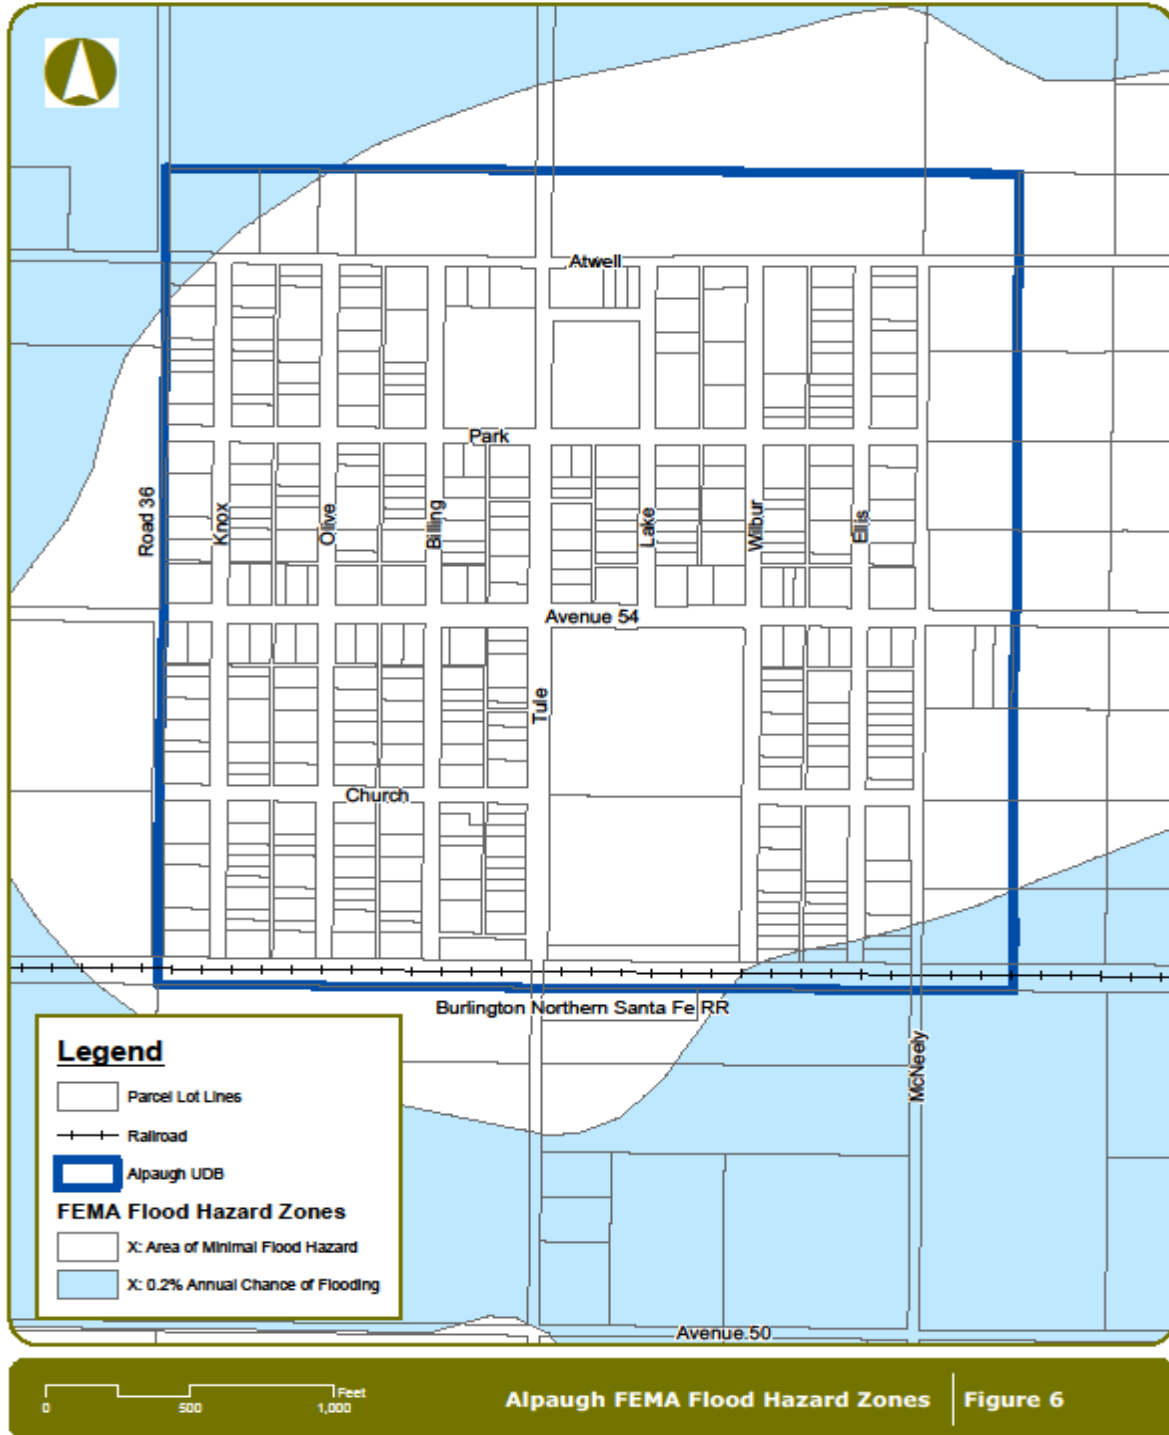 Atwell
Park
Road 36
Knox
Olive
Billing
Lake
Wilbur
Ellis
Avenue 54
Tule
Church
Burlington Northern Santa Fe RR
McNeely
Legend
Parcel Lot Lines
Railroad
Alpaugh UDB
FEMA Flood Hazard Zones
X: Area of Minimal Flood Hazard
X: 0.2% Annual Chance of Flooding
Avenue 50
Feet
0 500 1,000
Alpaugh FEMA Flood Hazard Zones Figure 6